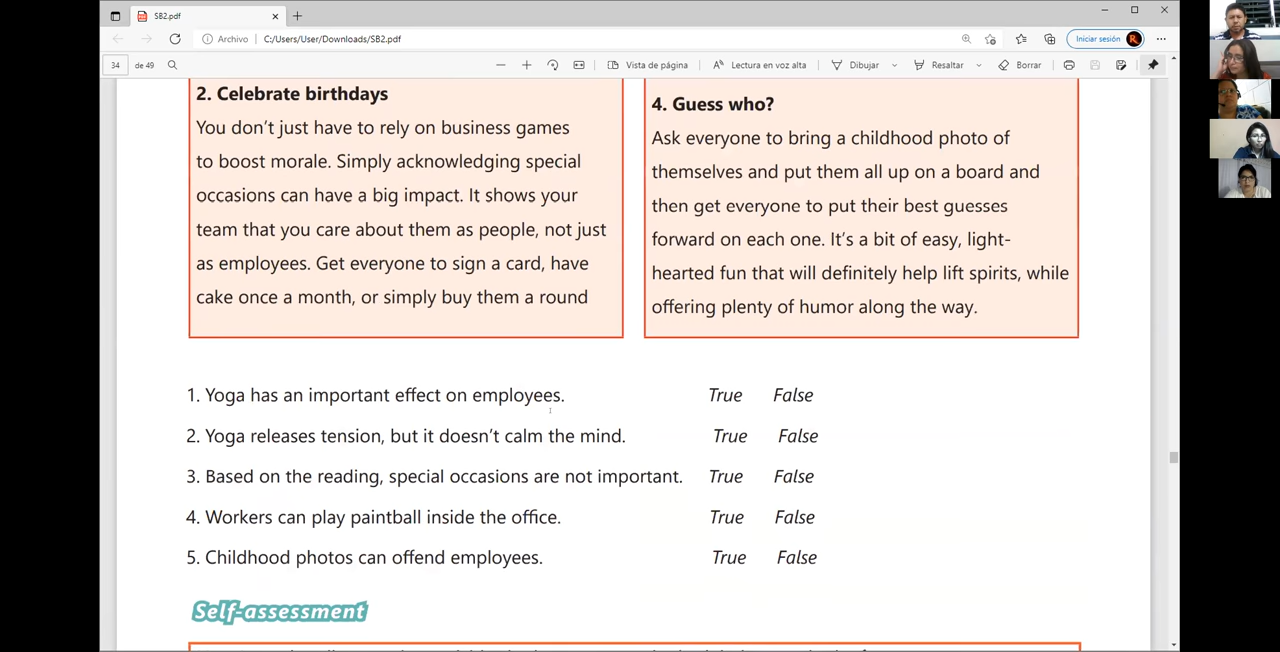 SB2.pdf
Archivo C:/Users/User/Downloads/SB2.pdf
Iniciar sesión
34 de 49
Vista de página
Lectura en voz alta
Dibujar
Resaltar
Borrar
2. Celebrate birthdays
You don't just have to rely on business games
to boost morale. Simply acknowledging special
occasions can have a big impact. It shows your
team that you care about them as people, not just
as employees. Get everyone to sign a card, have
cake once a month, or simply buy them a round
4. Guess who?
Ask everyone to bring a childhood photo of
themselves and put them all up on a board and
then get everyone to put their best guesses
forward on each one. It's a bit of easy, light-
hearted fun that will definitely help lift spirits, while
offering plenty of humor along the way.
1. Yoga has an important effect on employees. True False
2. Yoga releases tension, but it doesn't calm the mind. True False
3. Based on the reading, special occasions are not important. True False
4. Workers can play paintball inside the office. True False
5. Childhood photos can offend employees. True False
Self-assessment